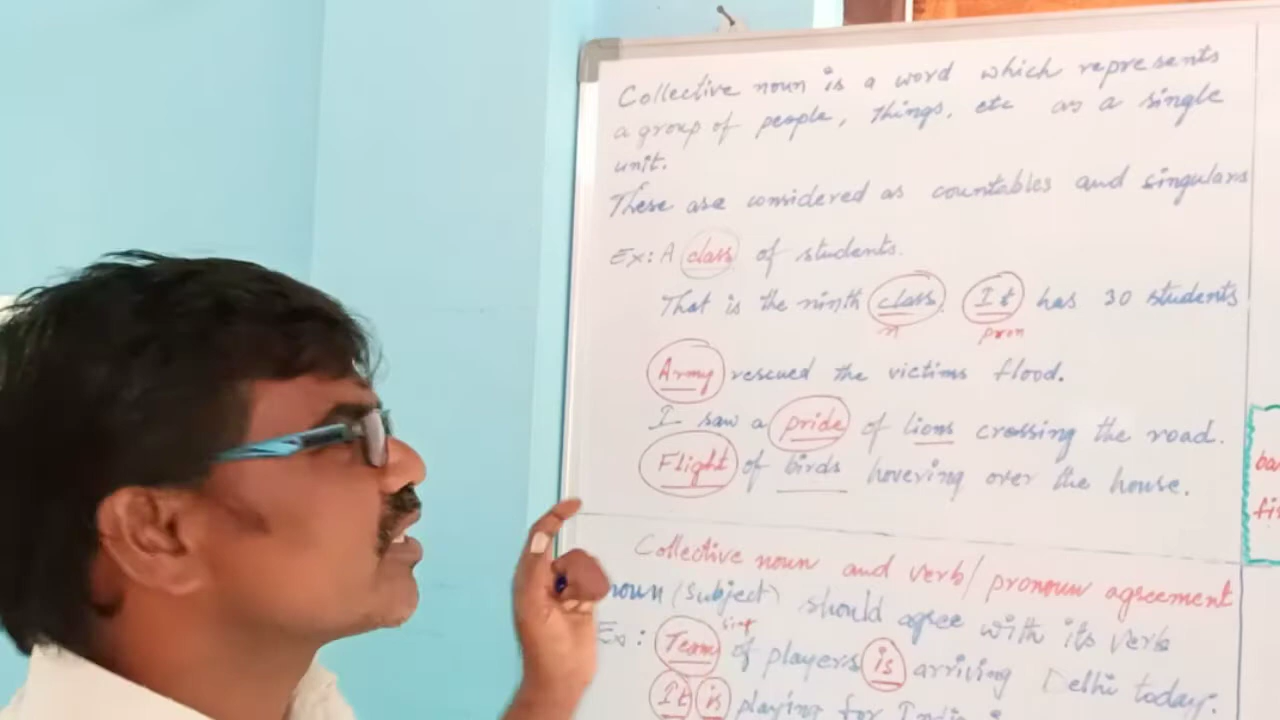 Collective noun is a word which represents
a group of people, things, etc as a single
unit.
These are considered as countables and singulars
Ex: A class of students.
That is the ninth class. It has 30 students
n pron
Army rescued the victims flood.
I saw a pride of lions crossing the road.
Flight of birds hovering over the house.
Collective noun and verb/pronoun agreement
noun (subject) should agree with its verb
sing
Ex: Team of players is arriving Delhi today.
It is playing for India